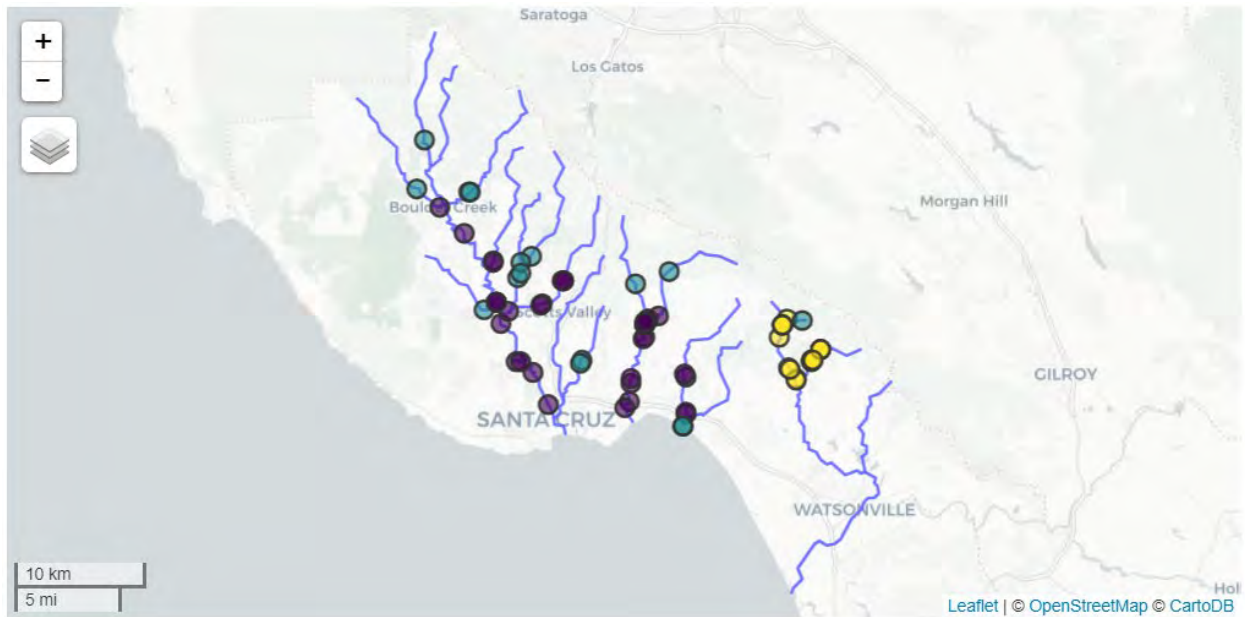 Saratoga
+
Los Gatos
−
Morgan Hill
Creek
Scotts Valley
GILROY
SANTA CRUZ
WATSONVILLE
10 km
5 mi
Hol
Leaflet | © OpenStreetMap © CartoDB